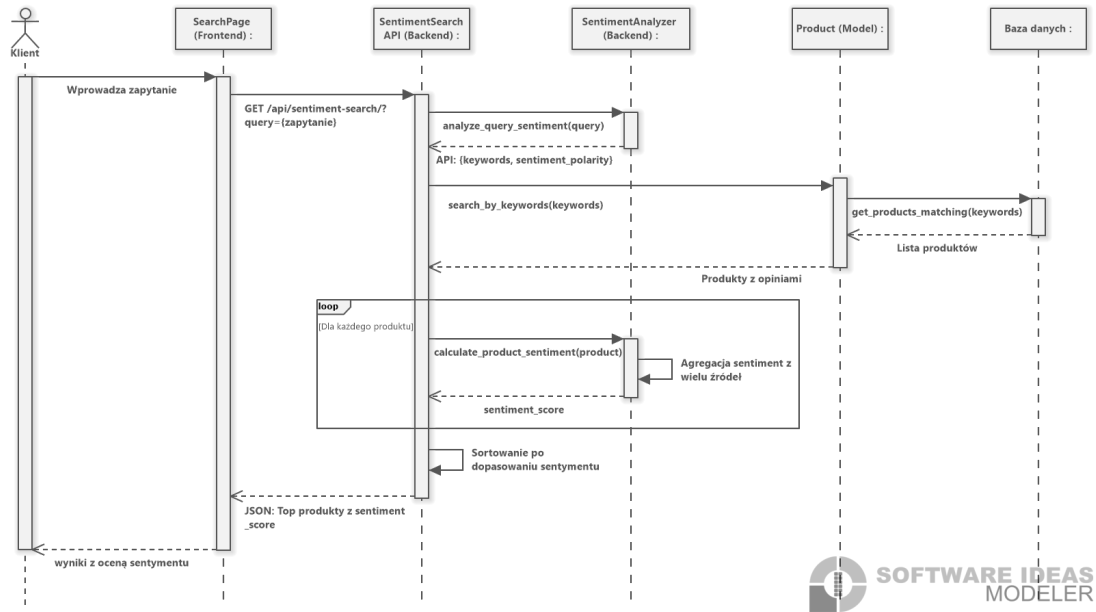 Klient
SearchPage
(Frontend) :
SentimentSearch
API (Backend) :
SentimentAnalyzer
(Backend) :
Product (Model) :
Baza danych :
Wprowadza zapytanie
GET /api/sentiment-search/?
query={zapytanie)
analyze_query_sentiment(query)
API: {keywords, sentiment_polarity}
search_by_keywords(keywords)
get_products_matching(keywords)
Lista produktów
Produkty z opiniami
loop
[Dla każdego produktu]
calculate_product_sentiment(product)
Agregacja sentiment z
wielu źródeł
sentiment_score
Sortowanie po
dopasowaniu sentymentu
JSON: Top produkty z sentiment
_score
wyniki z oceną sentymentu
SOFTWARE IDEAS
MODELER